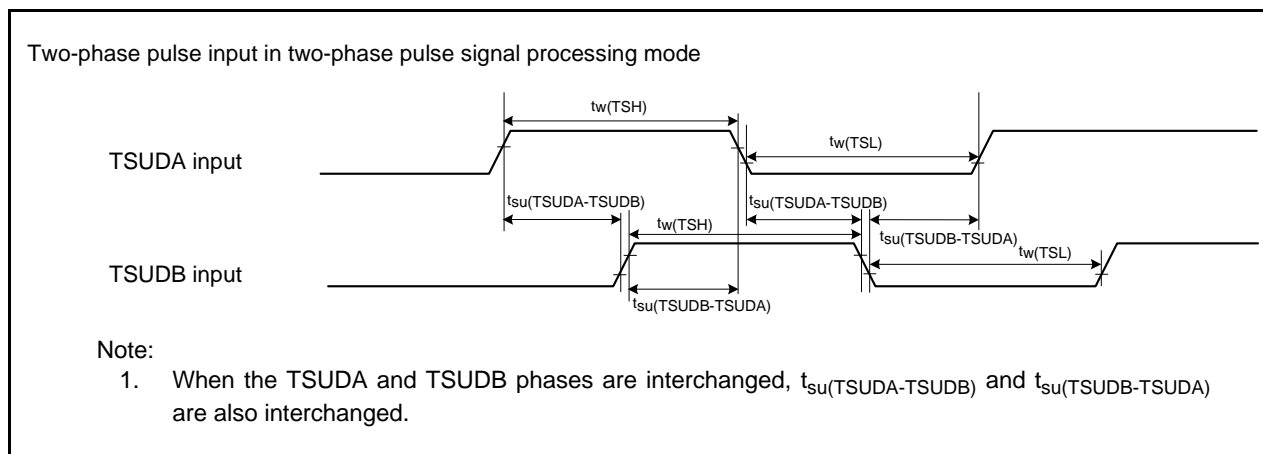 Two-phase pulse input in two-phase pulse signal processing mode
tw(TSH)
TSUDA input
tw(TSL)
tsu(TSUDA-TSUDB)
tsu(TSUDA-TSUDB)
tw(TSH)
tsu(TSUDB-TSUDA)
tw(TSL)
TSUDB input
tsu(TSUDB-TSUDA)
Note:
1. When the TSUDA and TSUDB phases are interchanged, tsu(TSUDA-TSUDB) and tsu(TSUDB-TSUDA)
are also interchanged.